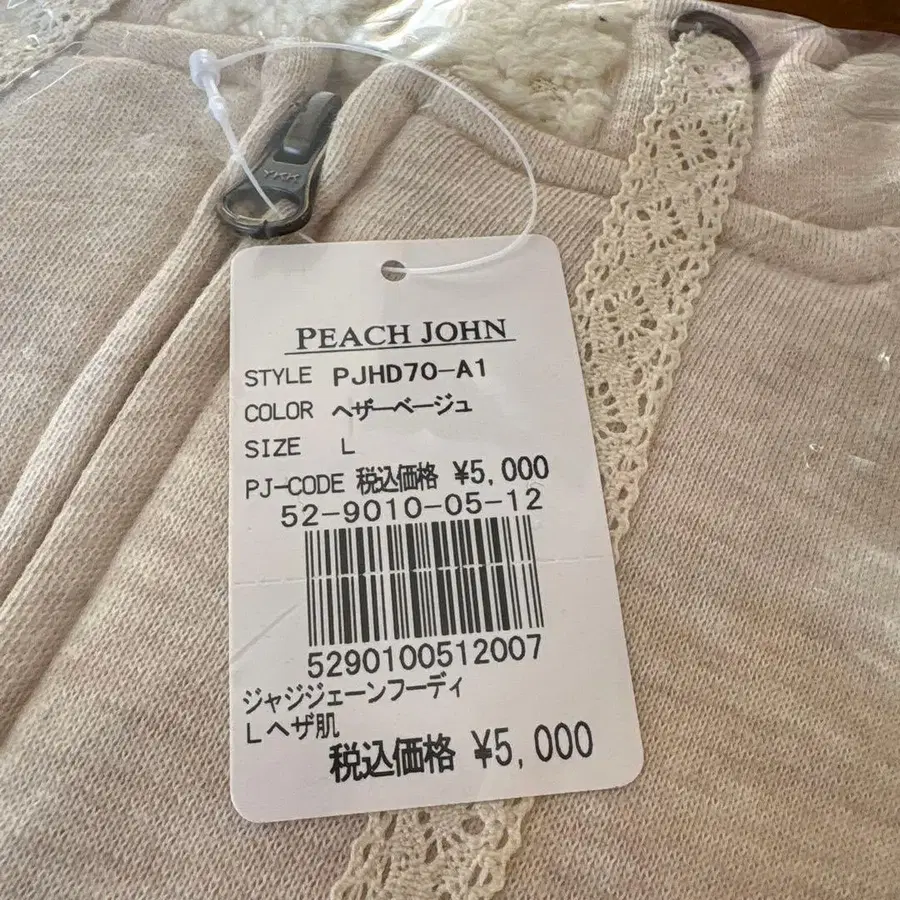 YKK
PEACH JOHN
STYLE PJHD70-A1
COLOR ヘザーベージュ
SIZE L
PJ-CODE 税込価格 ¥5,000
52-9010-05-12
5290100512007
ジャジジェーンフーディ
Lヘザ肌
税込価格 ¥5,000